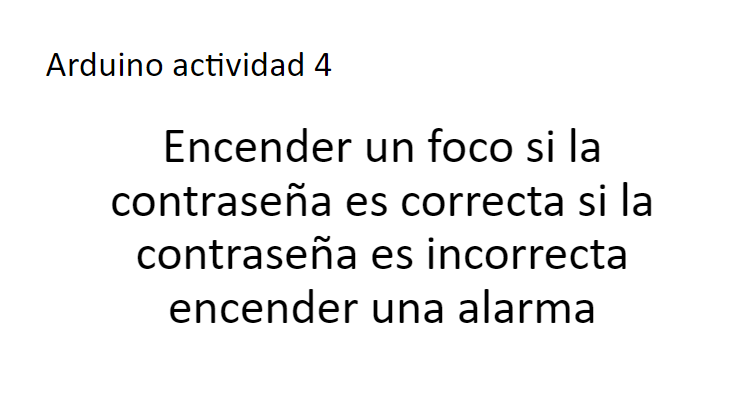 Arduino actividad 4
Encender un foco si la
contraseña es correcta si la
contraseña es incorrecta
encender una alarma